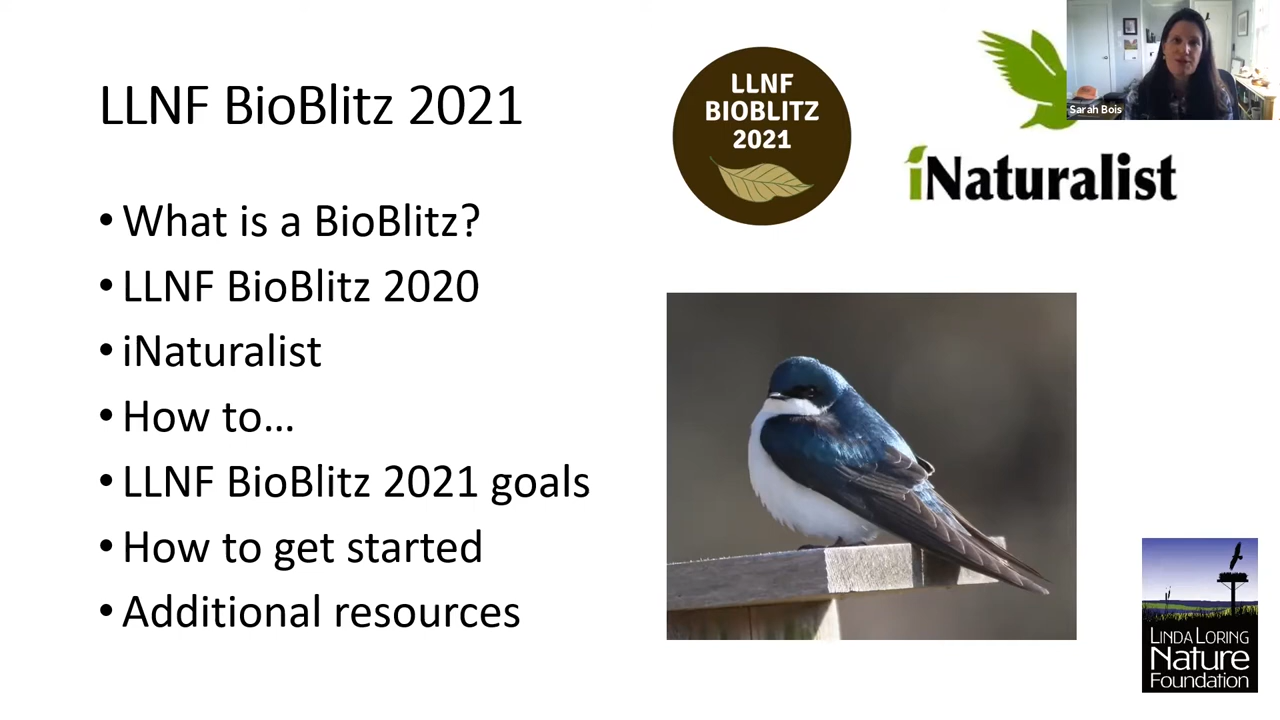 LLNF BioBlitz 2021
• What is a BioBlitz?
• LLNF BioBlitz 2020
• iNaturalist
• How to…
• LLNF BioBlitz 2021 goals
• How to get started
• Additional resources
LLNF
BIOBLITZ
2021
iNaturalist
Sarah Bois
LINDA LORING
Nature
Foundation